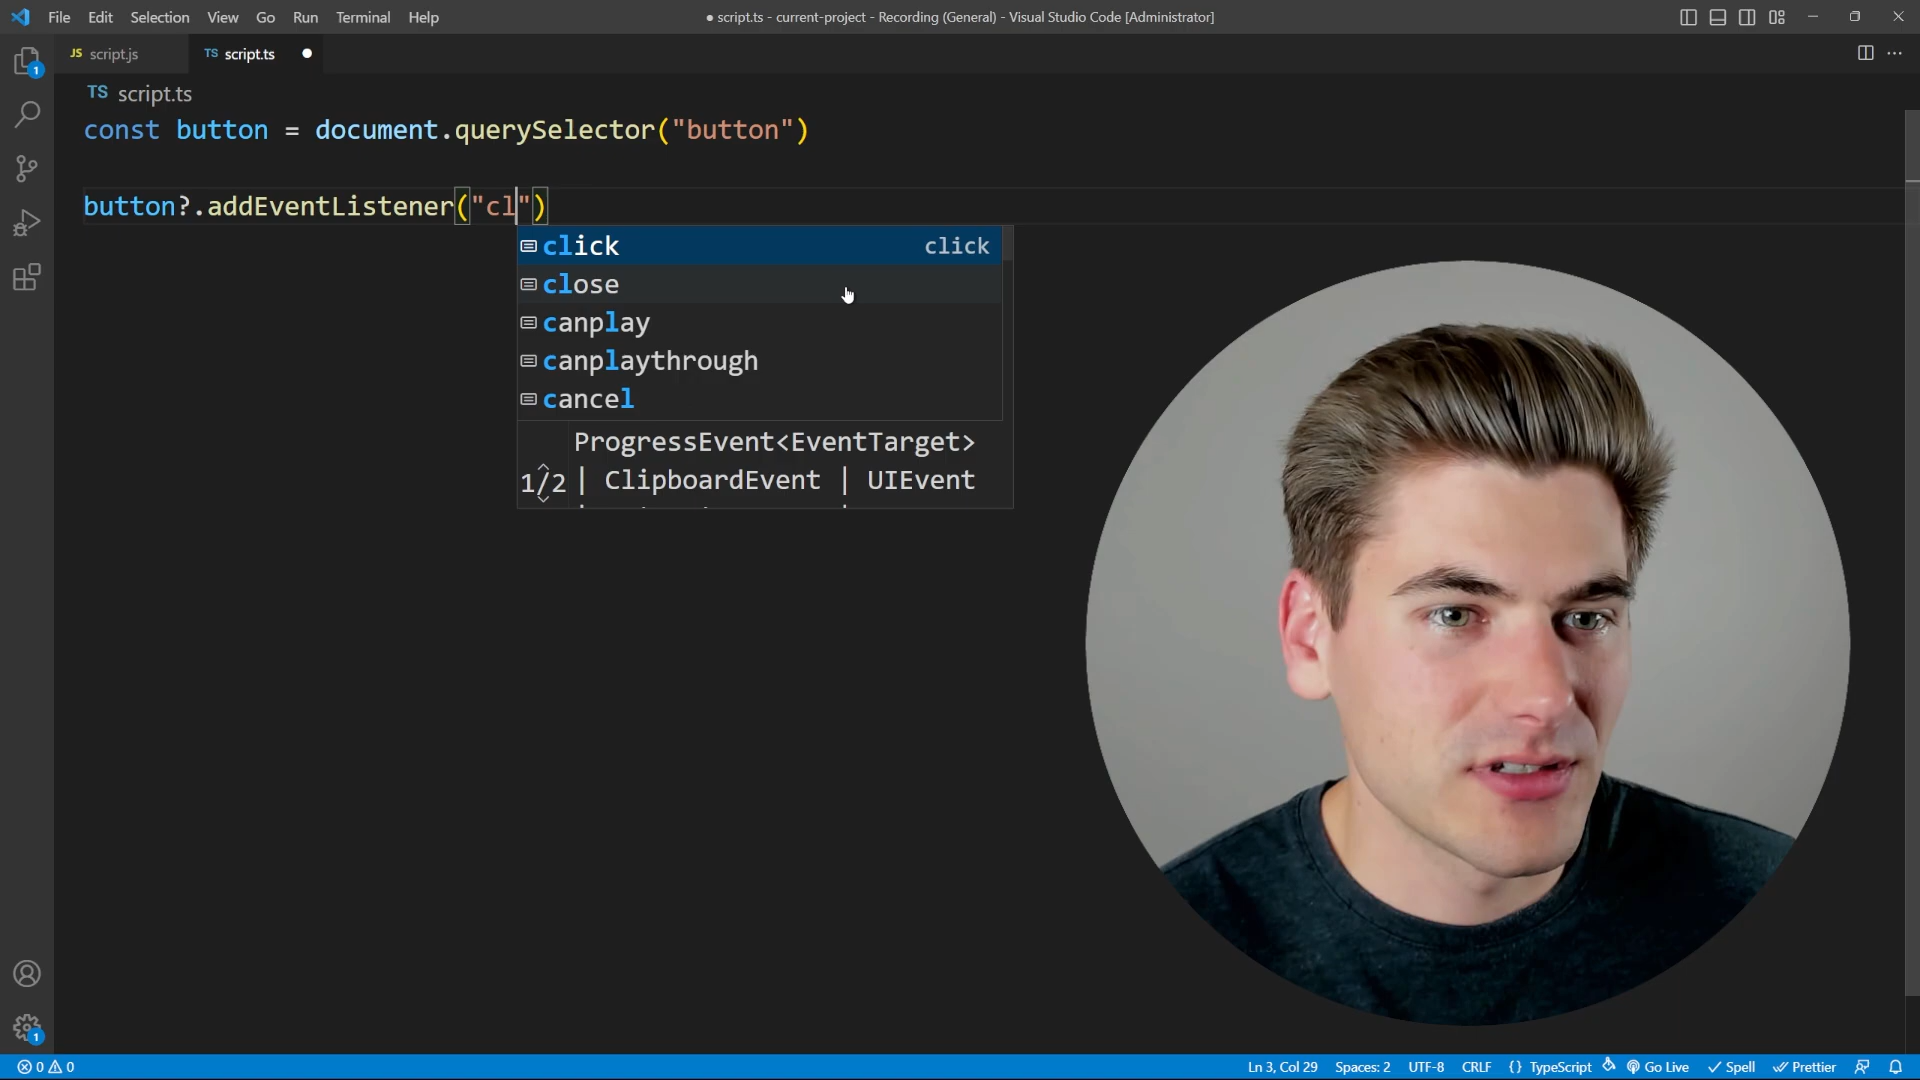 File Edit Selection View Go Run Terminal Help
● script.ts - current-project - Recording (General) - Visual Studio Code [Administrator]
JS script.js
TS script.ts ●
1
TS script.ts
const button = document.querySelector("button")
button?.addEventListener("cl")
click click
close
canplay
canplaythrough
cancel
ProgressEvent<EventTarget>
1/2 | ClipboardEvent | UIEvent
1
0 0
Ln 3, Col 29 Spaces: 2 UTF-8 CRLF {} TypeScript Go Live Spell Prettier